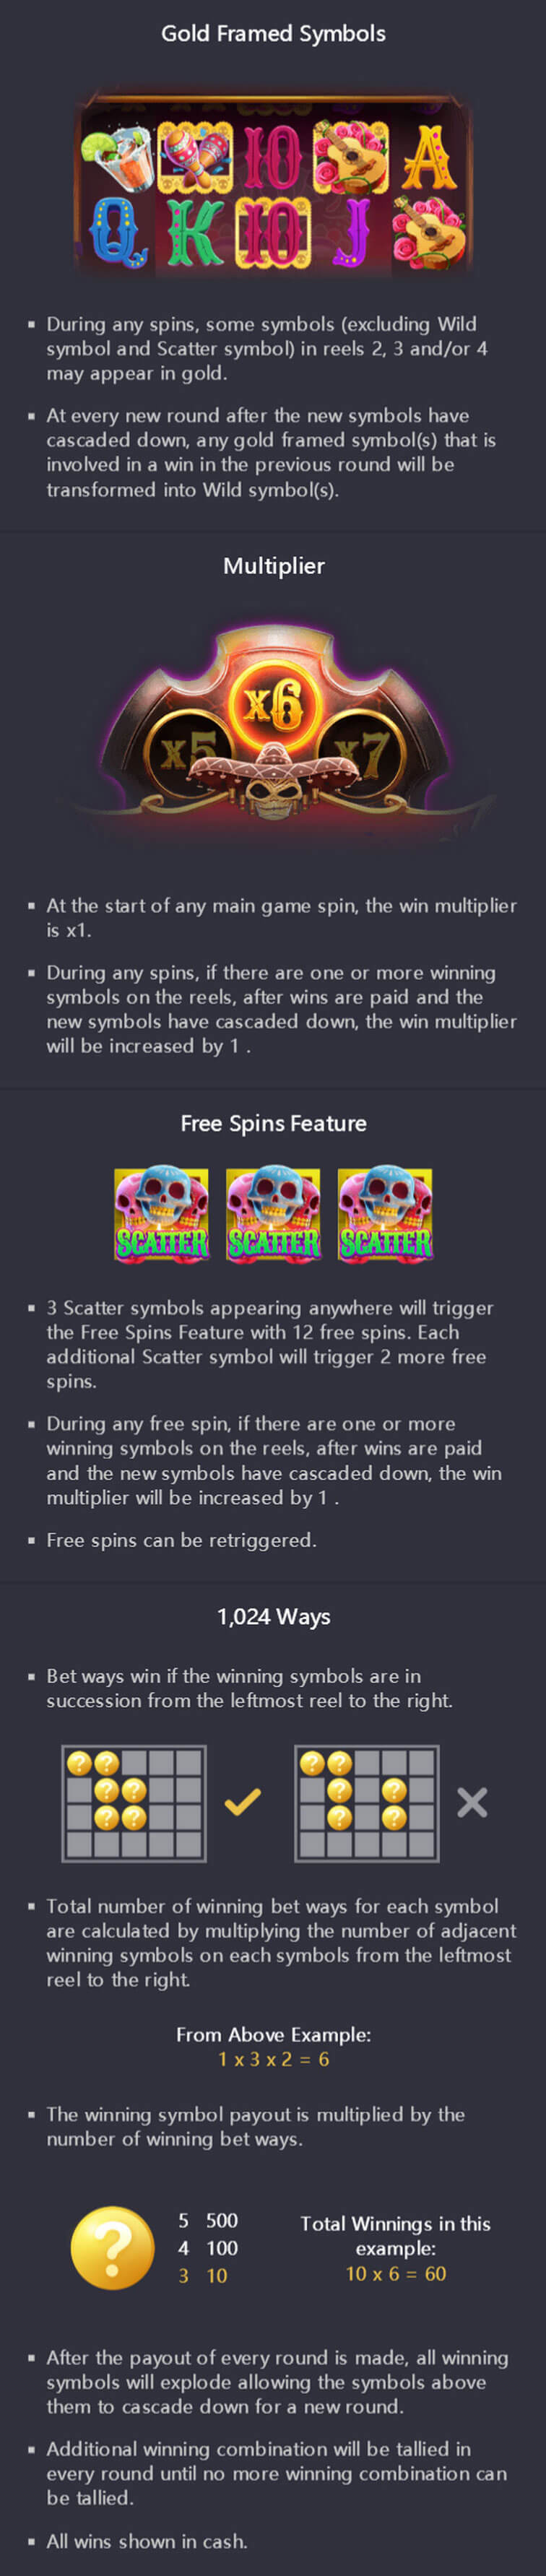 Gold Framed Symbols
10 A
Q K 10 J
▪ During any spins, some symbols (excluding Wild
symbol and Scatter symbol) in reels 2, 3 and/or 4
may appear in gold.
▪ At every new round after the new symbols have
cascaded down, any gold framed symbol(s) that is
involved in a win in the previous round will be
transformed into Wild symbol(s).
Multiplier
x5 x6 x7
▪ At the start of any main game spin, the win multiplier
is x1.
▪ During any spins, if there are one or more winning
symbols on the reels, after wins are paid and the
new symbols have cascaded down, the win multiplier
will be increased by 1 .
Free Spins Feature
SCATTER SCATTER SCATTER
▪ 3 Scatter symbols appearing anywhere will trigger
the Free Spins Feature with 12 free spins. Each
additional Scatter symbol will trigger 2 more free
spins.
▪ During any free spin, if there are one or more
winning symbols on the reels, after wins are paid
and the new symbols have cascaded down, the win
multiplier will be increased by 1 .
▪ Free spins can be retriggered.
1,024 Ways
▪ Bet ways win if the winning symbols are in
succession from the leftmost reel to the right.
? ? ? ?
? ? ? ?
? ? ? ?
▪ Total number of winning bet ways for each symbol
are calculated by multiplying the number of adjacent
winning symbols on each symbols from the leftmost
reel to the right.
From Above Example:
1 x 3 x 2 = 6
▪ The winning symbol payout is multiplied by the
number of winning bet ways.
?
5 500
4 100
3 10
Total Winnings in this
example:
10 x 6 = 60
▪ After the payout of every round is made, all winning
symbols will explode allowing the symbols above
them to cascade down for a new round.
▪ Additional winning combination will be tallied in
every round until no more winning combination can
be tallied.
▪ All wins shown in cash.